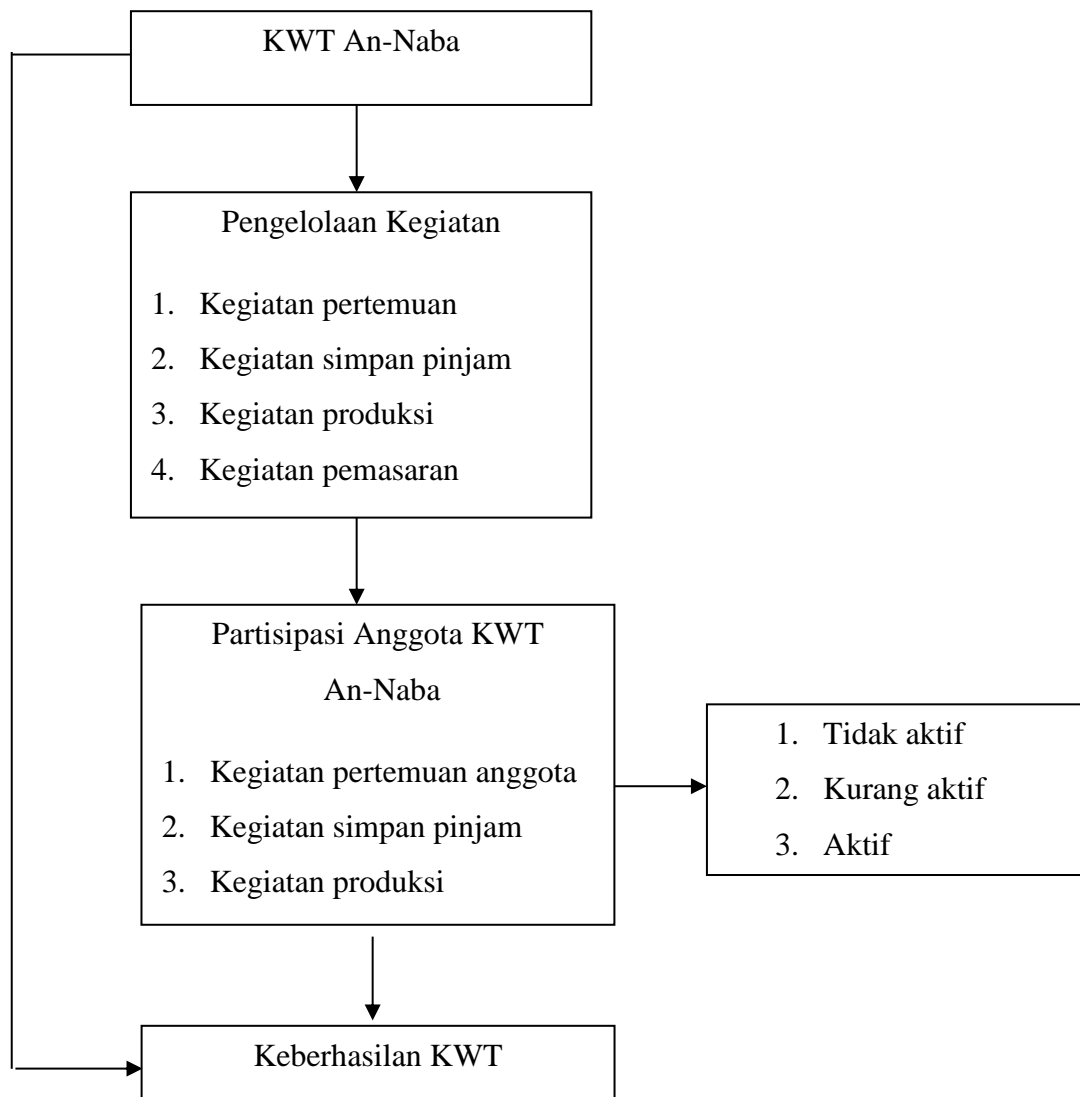 KWT An-Naba
Pengelolaan Kegiatan
1. Kegiatan pertemuan
2. Kegiatan simpan pinjam
3. Kegiatan produksi
4. Kegiatan pemasaran
Partisipasi Anggota KWT
An-Naba
1. Kegiatan pertemuan anggota
2. Kegiatan simpan pinjam
3. Kegiatan produksi
1. Tidak aktif
2. Kurang aktif
3. Aktif
Keberhasilan KWT